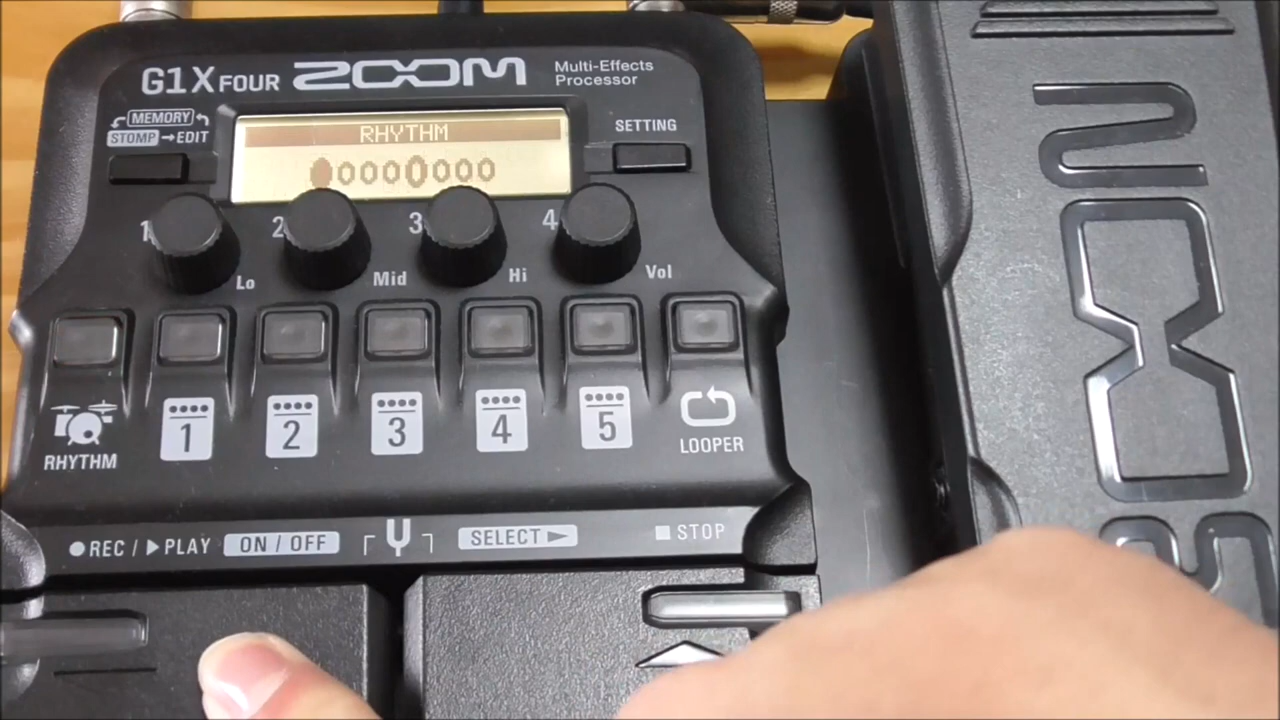 G1X FOUR ZOOM Multi-Effects
Processor
MEMORY
STOMP → EDIT
SETTING
RHYTHM
1 2 3 4
Lo Mid Hi Vol
1 2 3 4 5
RHYTHM
LOOPER
●REC / ▶PLAY ON / OFF SELECT ► ■ STOP
ZOOM